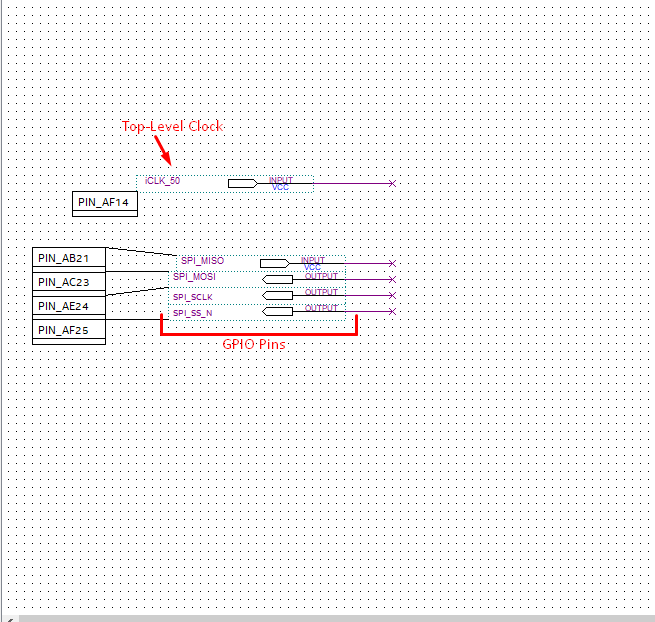 Top-Level Clock
iCLK_50
INPUT
VCC
PIN_AF14
PIN_AB21
SPI_MISO
INPUT
VCC
PIN_AC23
SPI_MOSI
OUTPUT
PIN_AE24
SPI_SCLK
OUTPUT
PIN_AF25
SPI_SS_N
OUTPUT
GPIO Pins